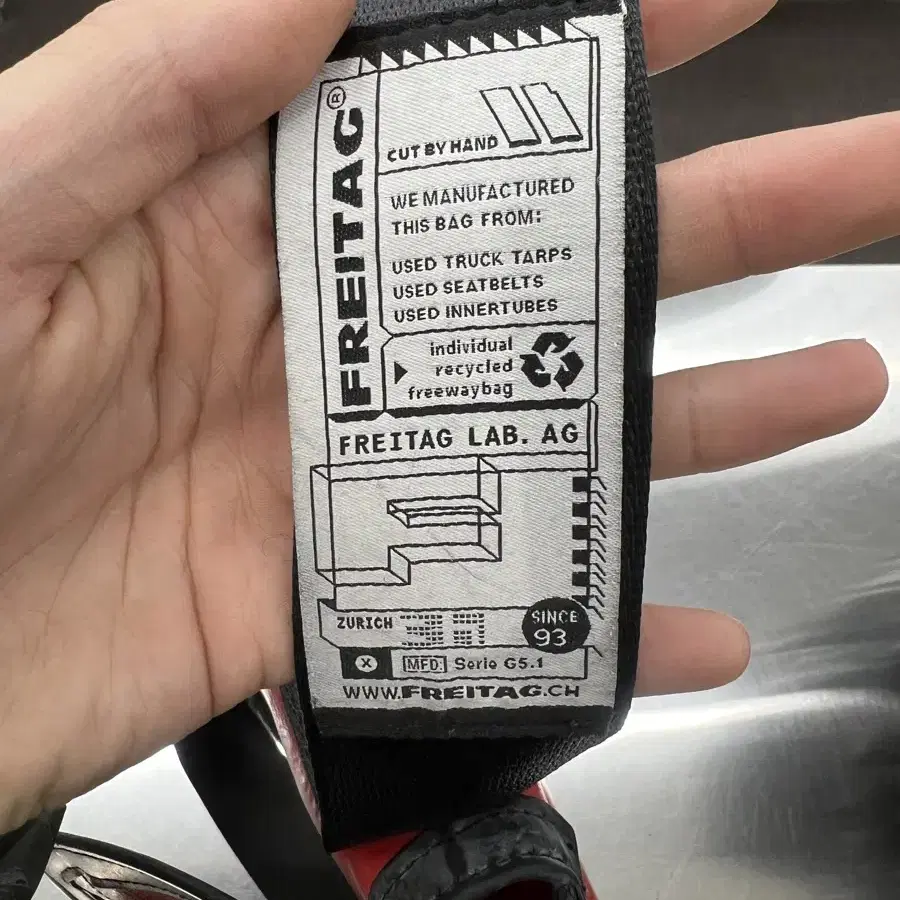 FREITAG®
CUT BY HAND
WE MANUFACTURED
THIS BAG FROM:
USED TRUCK TARPS
USED SEATBELTS
USED INNERTUBES
individual
recycled
freewaybag
FREITAG LAB. AG
ZURICH
SINCE
93
X MFD: Serie G5.1
WWW.FREITAG.CH